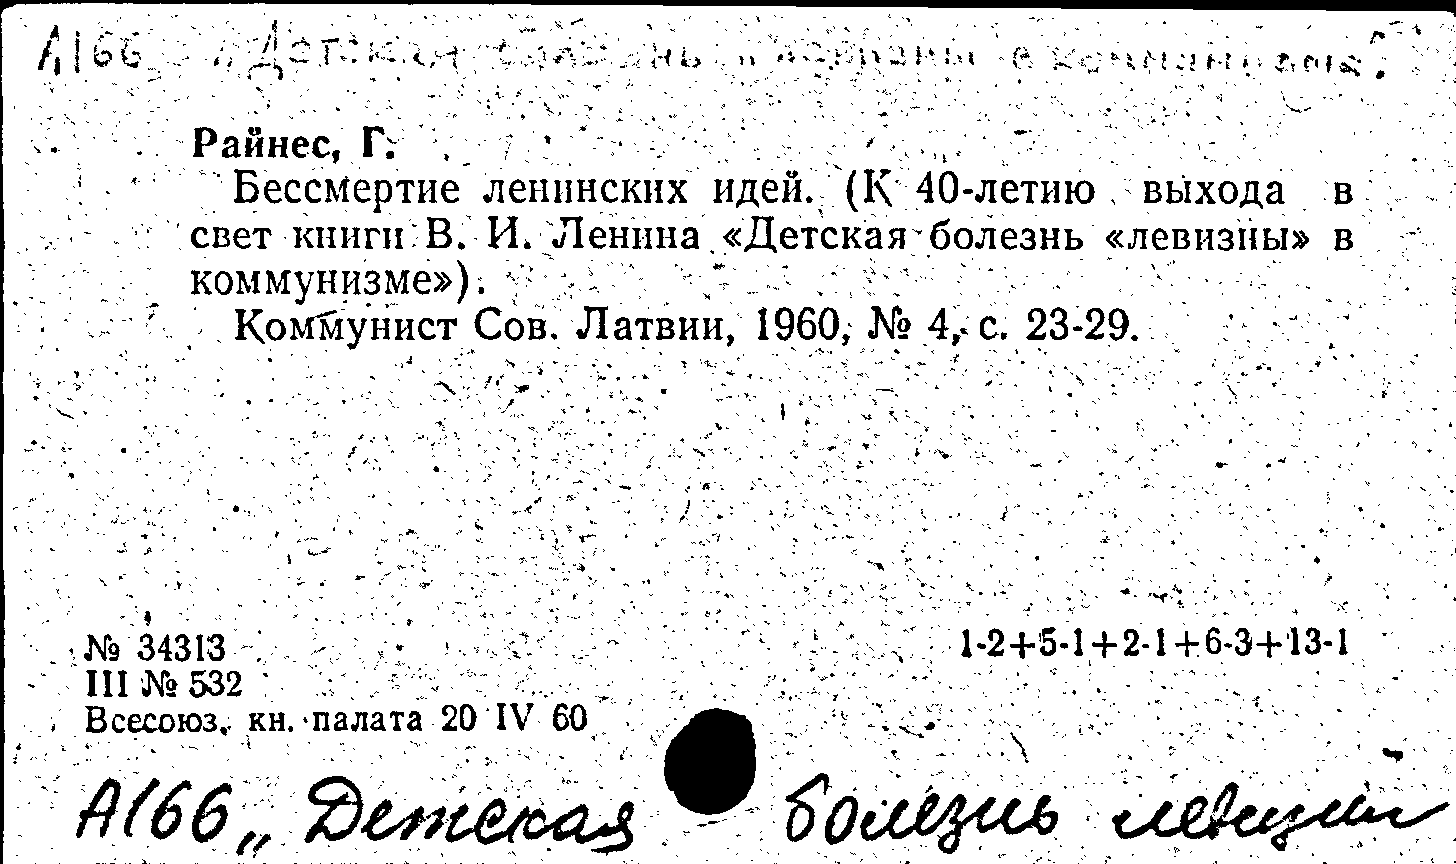 А166 „Детская болезнь левизны в коммунизме"
Райнес, Г.
Бессмертие ленинских идей. (К 40-летию выхода в
свет книги В. И. Ленина «Детская болезнь «левизны» в
коммунизме»).
Коммунист Сов. Латвии, 1960, № 4, с. 23-29.
№ 34313
1-2+5-1+2-1+6-3+13-1
III № 532
Всесоюз. кн. палата 20 IV 60
А166 „Детская болезнь левизны